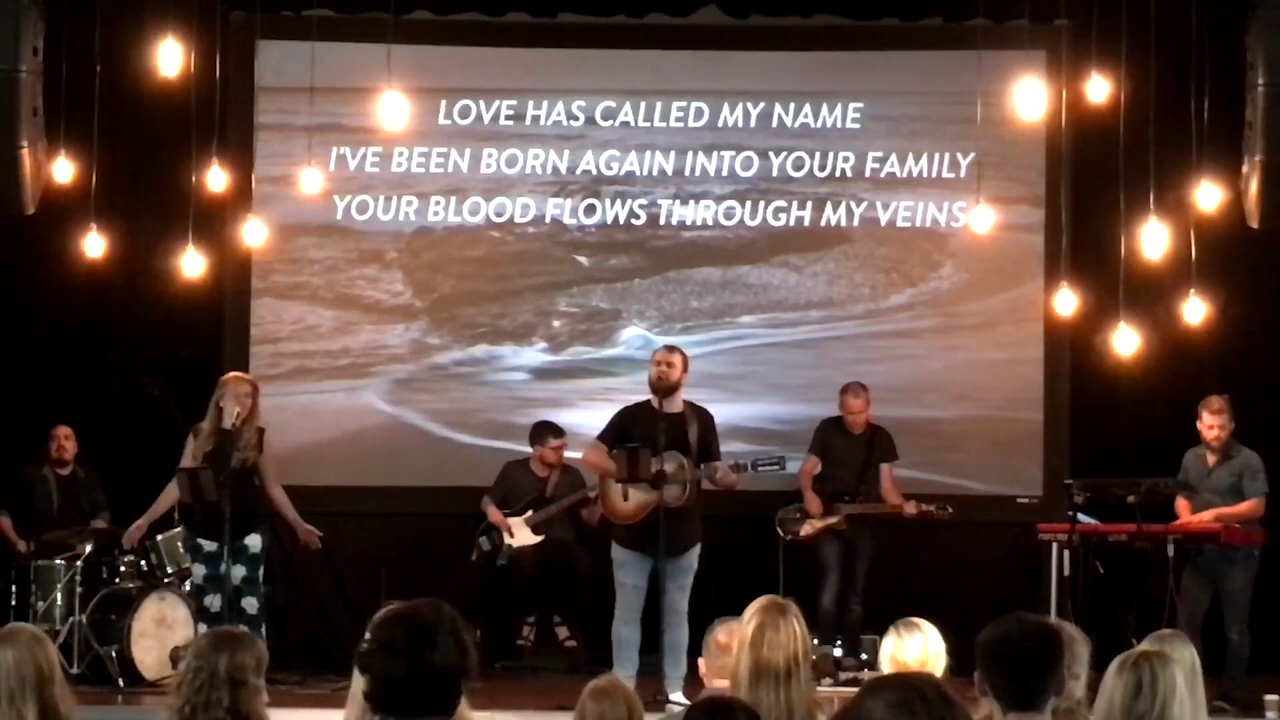 LOVE HAS CALLED MY NAME
I'VE BEEN BORN AGAIN INTO YOUR FAMILY
YOUR BLOOD FLOWS THROUGH MY VEINS